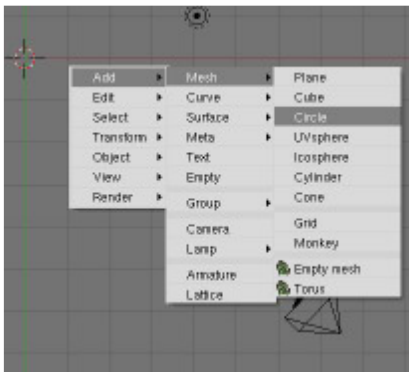 Add
Edit
Select
Transform
Object
View
Render
Mesh
Curve
Surface
Meta
Text
Empty
Group
Camera
Lamp
Armature
Lattice
Plane
Cube
Circle
UVsphere
Icosphere
Cylinder
Cone
Grid
Monkey
Empty mesh
Torus